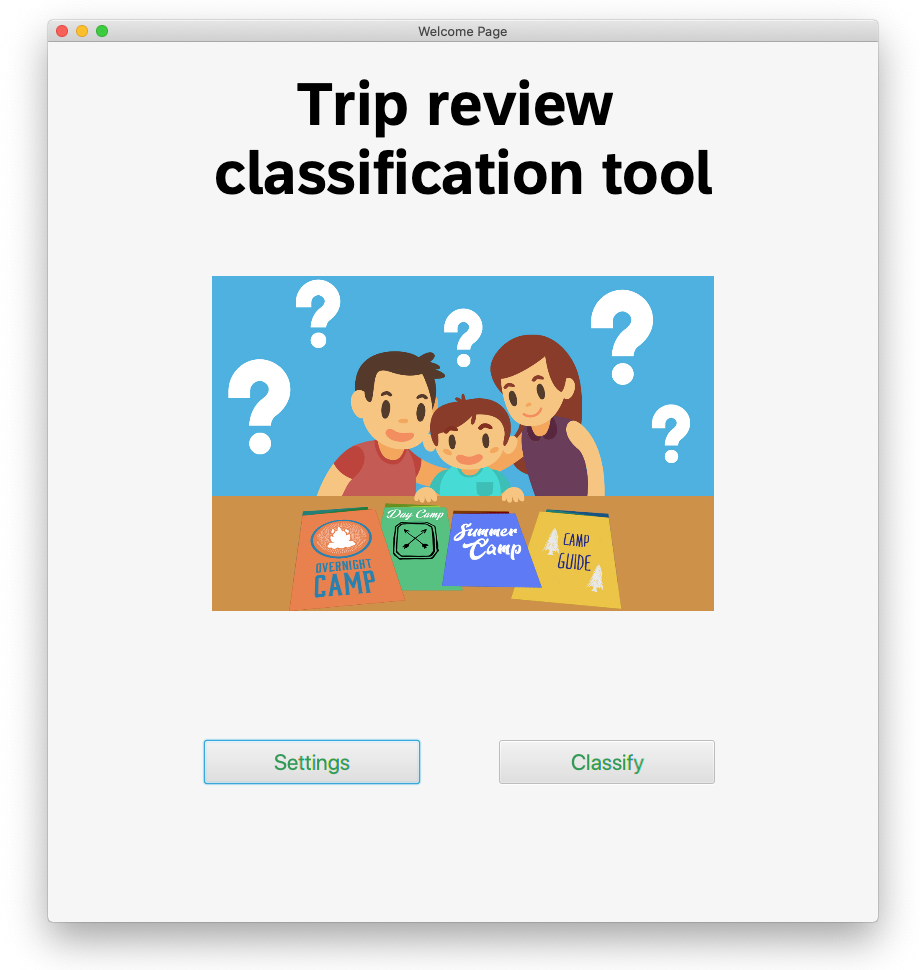 Welcome Page
Trip review
classification tool
?
?
?
?
?
OVERNIGHT
CAMP
Day Camp
Summer
Camp
CAMP
GUIDE
Settings
Classify